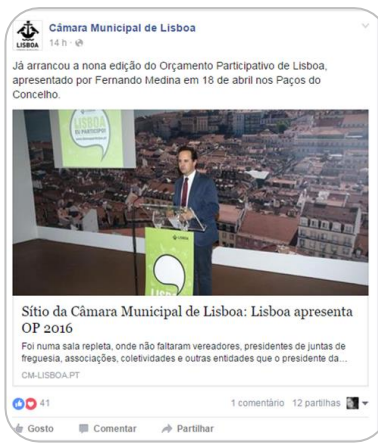 Câmara Municipal de Lisboa
LISBOA
14 h ·
Já arrancou a nona edição do Orçamento Participativo de Lisboa,
apresentado por Fernando Medina em 18 de abril nos Paços do
Concelho.
LISBOA
EU PARTICIPO!
LISBOA
Sítio da Câmara Municipal de Lisboa: Lisboa apresenta
OP 2016
Foi numa sala repleta, onde não faltaram vereadores, presidentes de juntas de
freguesia, associações, coletividades e outras entidades que o presidente da...
CM-LISBOA.PT
41
1 comentário 12 partilhas
Gosto Comentar Partilhar